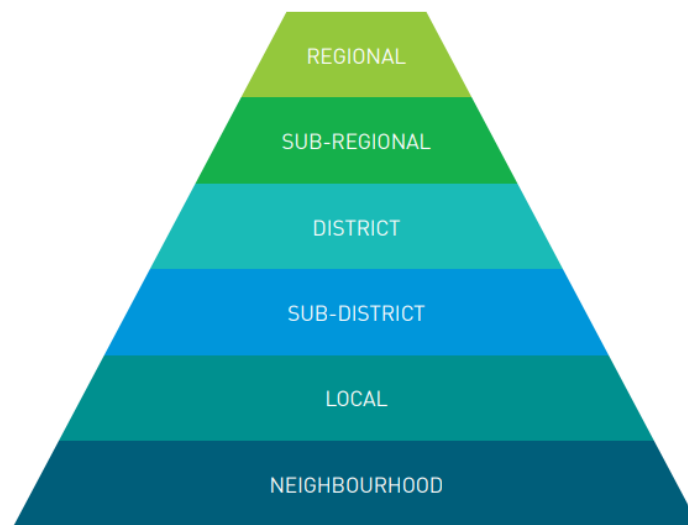 REGIONAL
SUB-REGIONAL
DISTRICT
SUB-DISTRICT
LOCAL
NEIGHBOURHOOD